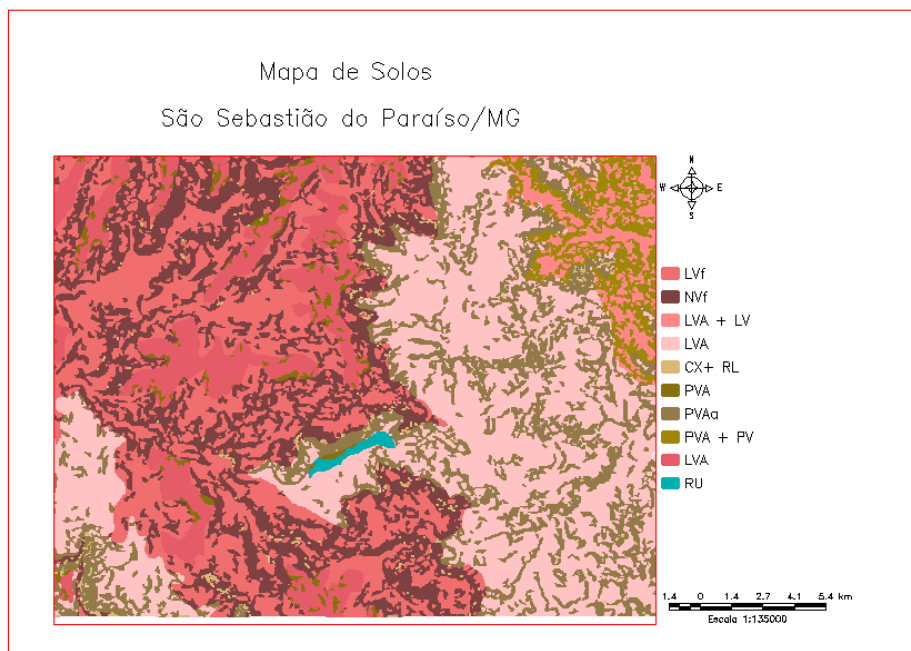 Mapa de Solos
São Sebastião do Paraíso/MG
N
W E
S
LVf
NVf
LVA + LV
LVA
CX+ RL
PVA
PVAa
PVA + PV
LVA
RU
1.4 0 1.4 2.7 4.1 5.4 km
Escala 1:135000